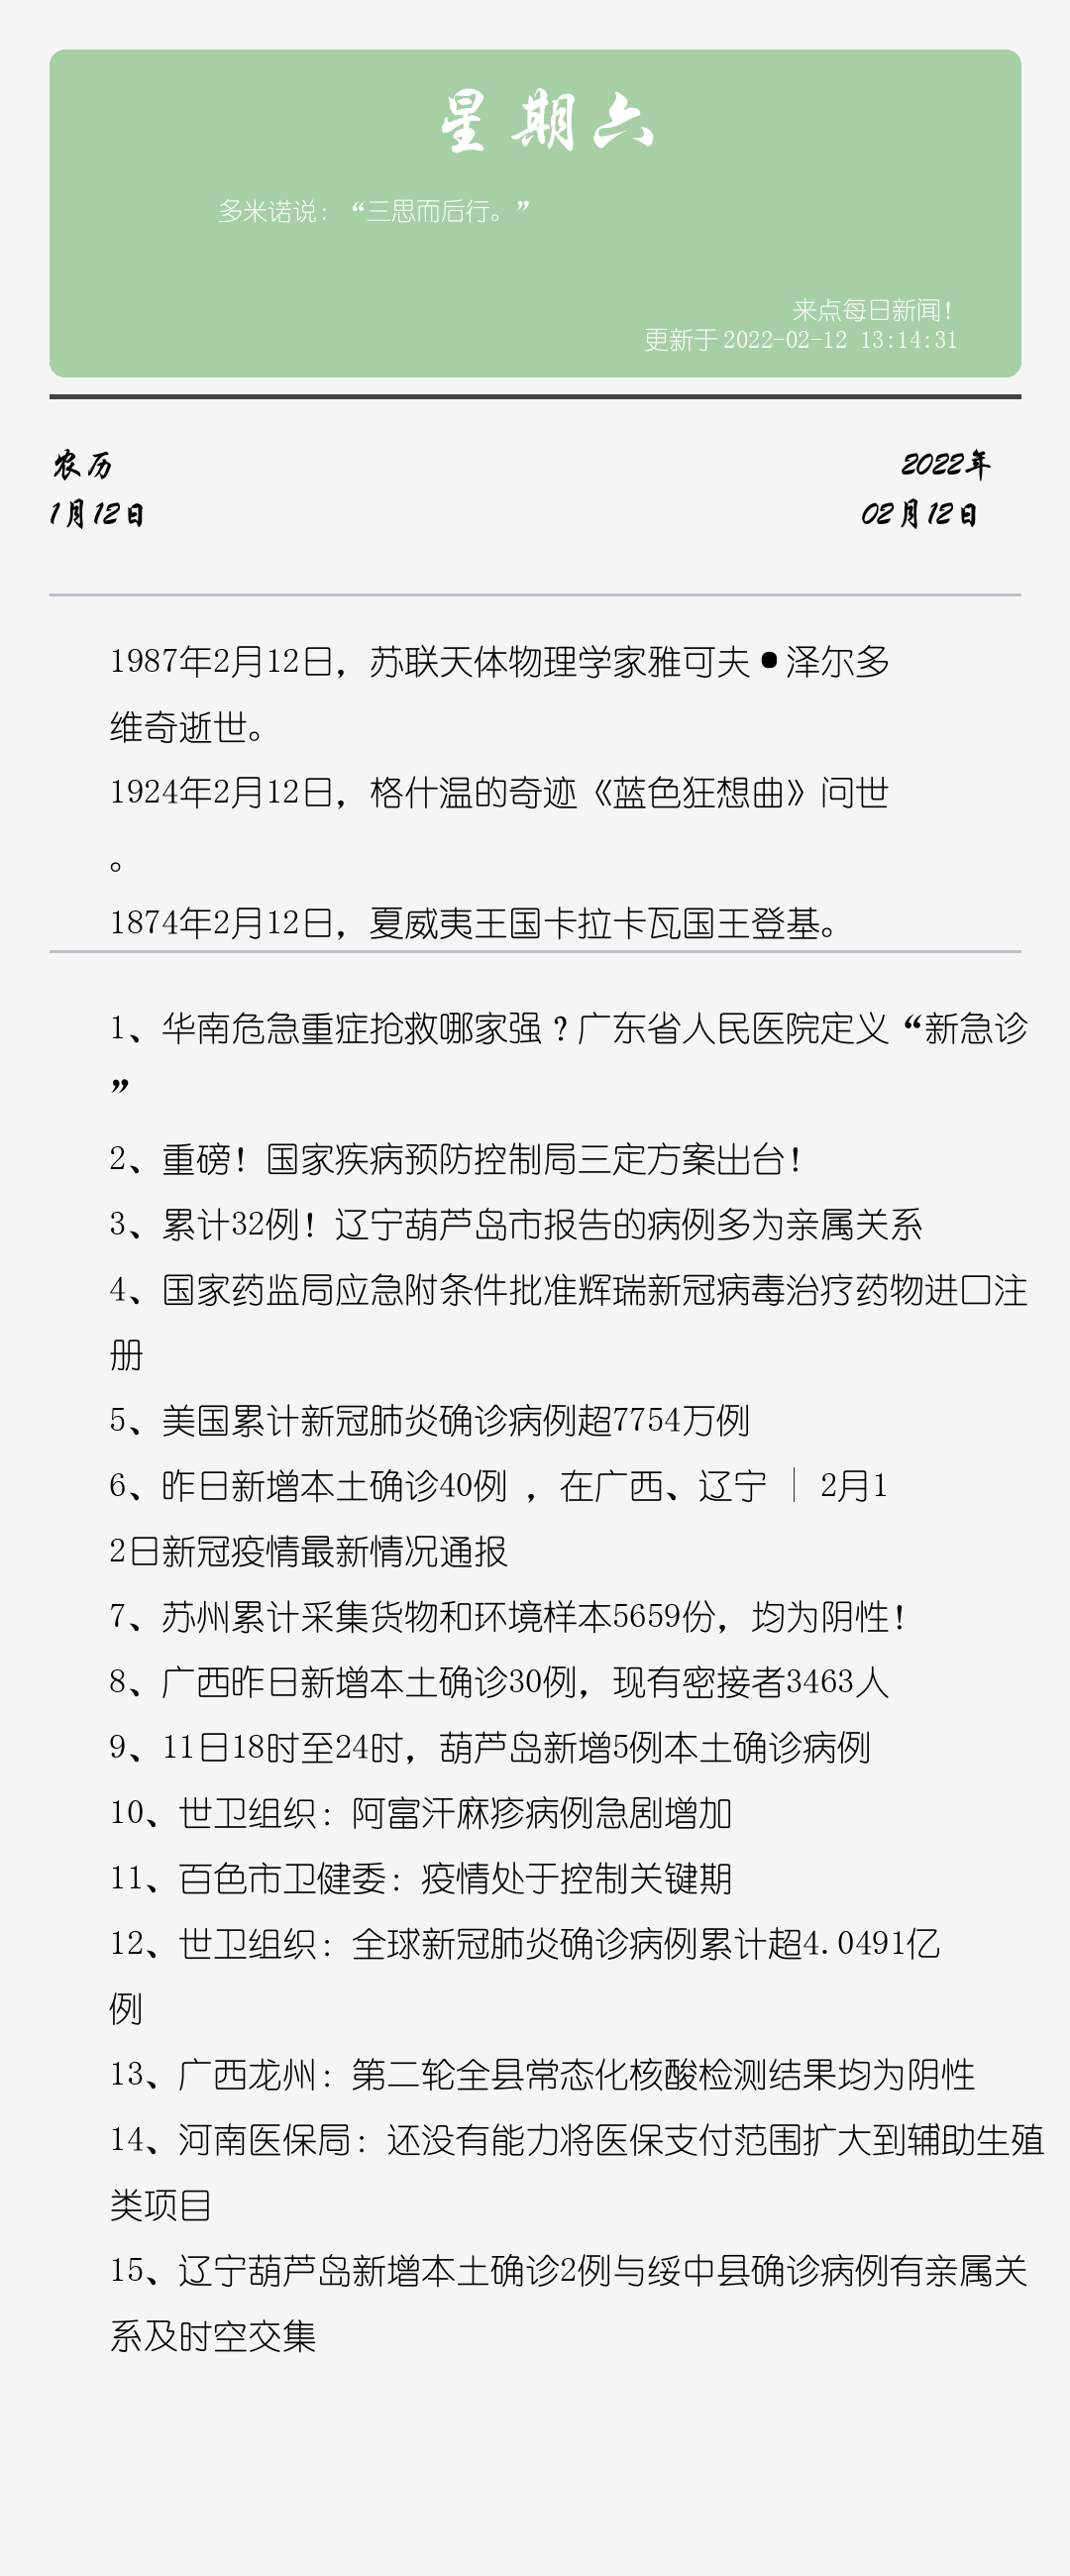 星期六
多米诺说：“三思而后行。”
来点每日新闻！
更新于 2022-02-12 13:14:31
农历
2022年
1月12日
02月12日
1987年2月12日，苏联天体物理学家雅可夫•泽尔多
维奇逝世。
1924年2月12日，格什温的奇迹《蓝色狂想曲》问世
。
1874年2月12日，夏威夷王国卡拉卡瓦国王登基。
1、华南危急重症抢救哪家强？广东省人民医院定义“新急诊
”
2、重磅！国家疾病预防控制局三定方案出台！
3、累计32例！辽宁葫芦岛市报告的病例多为亲属关系
4、国家药监局应急附条件批准辉瑞新冠病毒治疗药物进口注
册
5、美国累计新冠肺炎确诊病例超7754万例
6、昨日新增本土确诊40例 ，在广西、辽宁 ｜ 2月1
2日新冠疫情最新情况通报
7、苏州累计采集货物和环境样本5659份，均为阴性！
8、广西昨日新增本土确诊30例，现有密接者3463人
9、11日18时至24时，葫芦岛新增5例本土确诊病例
10、世卫组织：阿富汗麻疹病例急剧增加
11、百色市卫健委：疫情处于控制关键期
12、世卫组织：全球新冠肺炎确诊病例累计超4.0491亿
例
13、广西龙州：第二轮全县常态化核酸检测结果均为阴性
14、河南医保局：还没有能力将医保支付范围扩大到辅助生殖
类项目
15、辽宁葫芦岛新增本土确诊2例与绥中县确诊病例有亲属关
系及时空交集